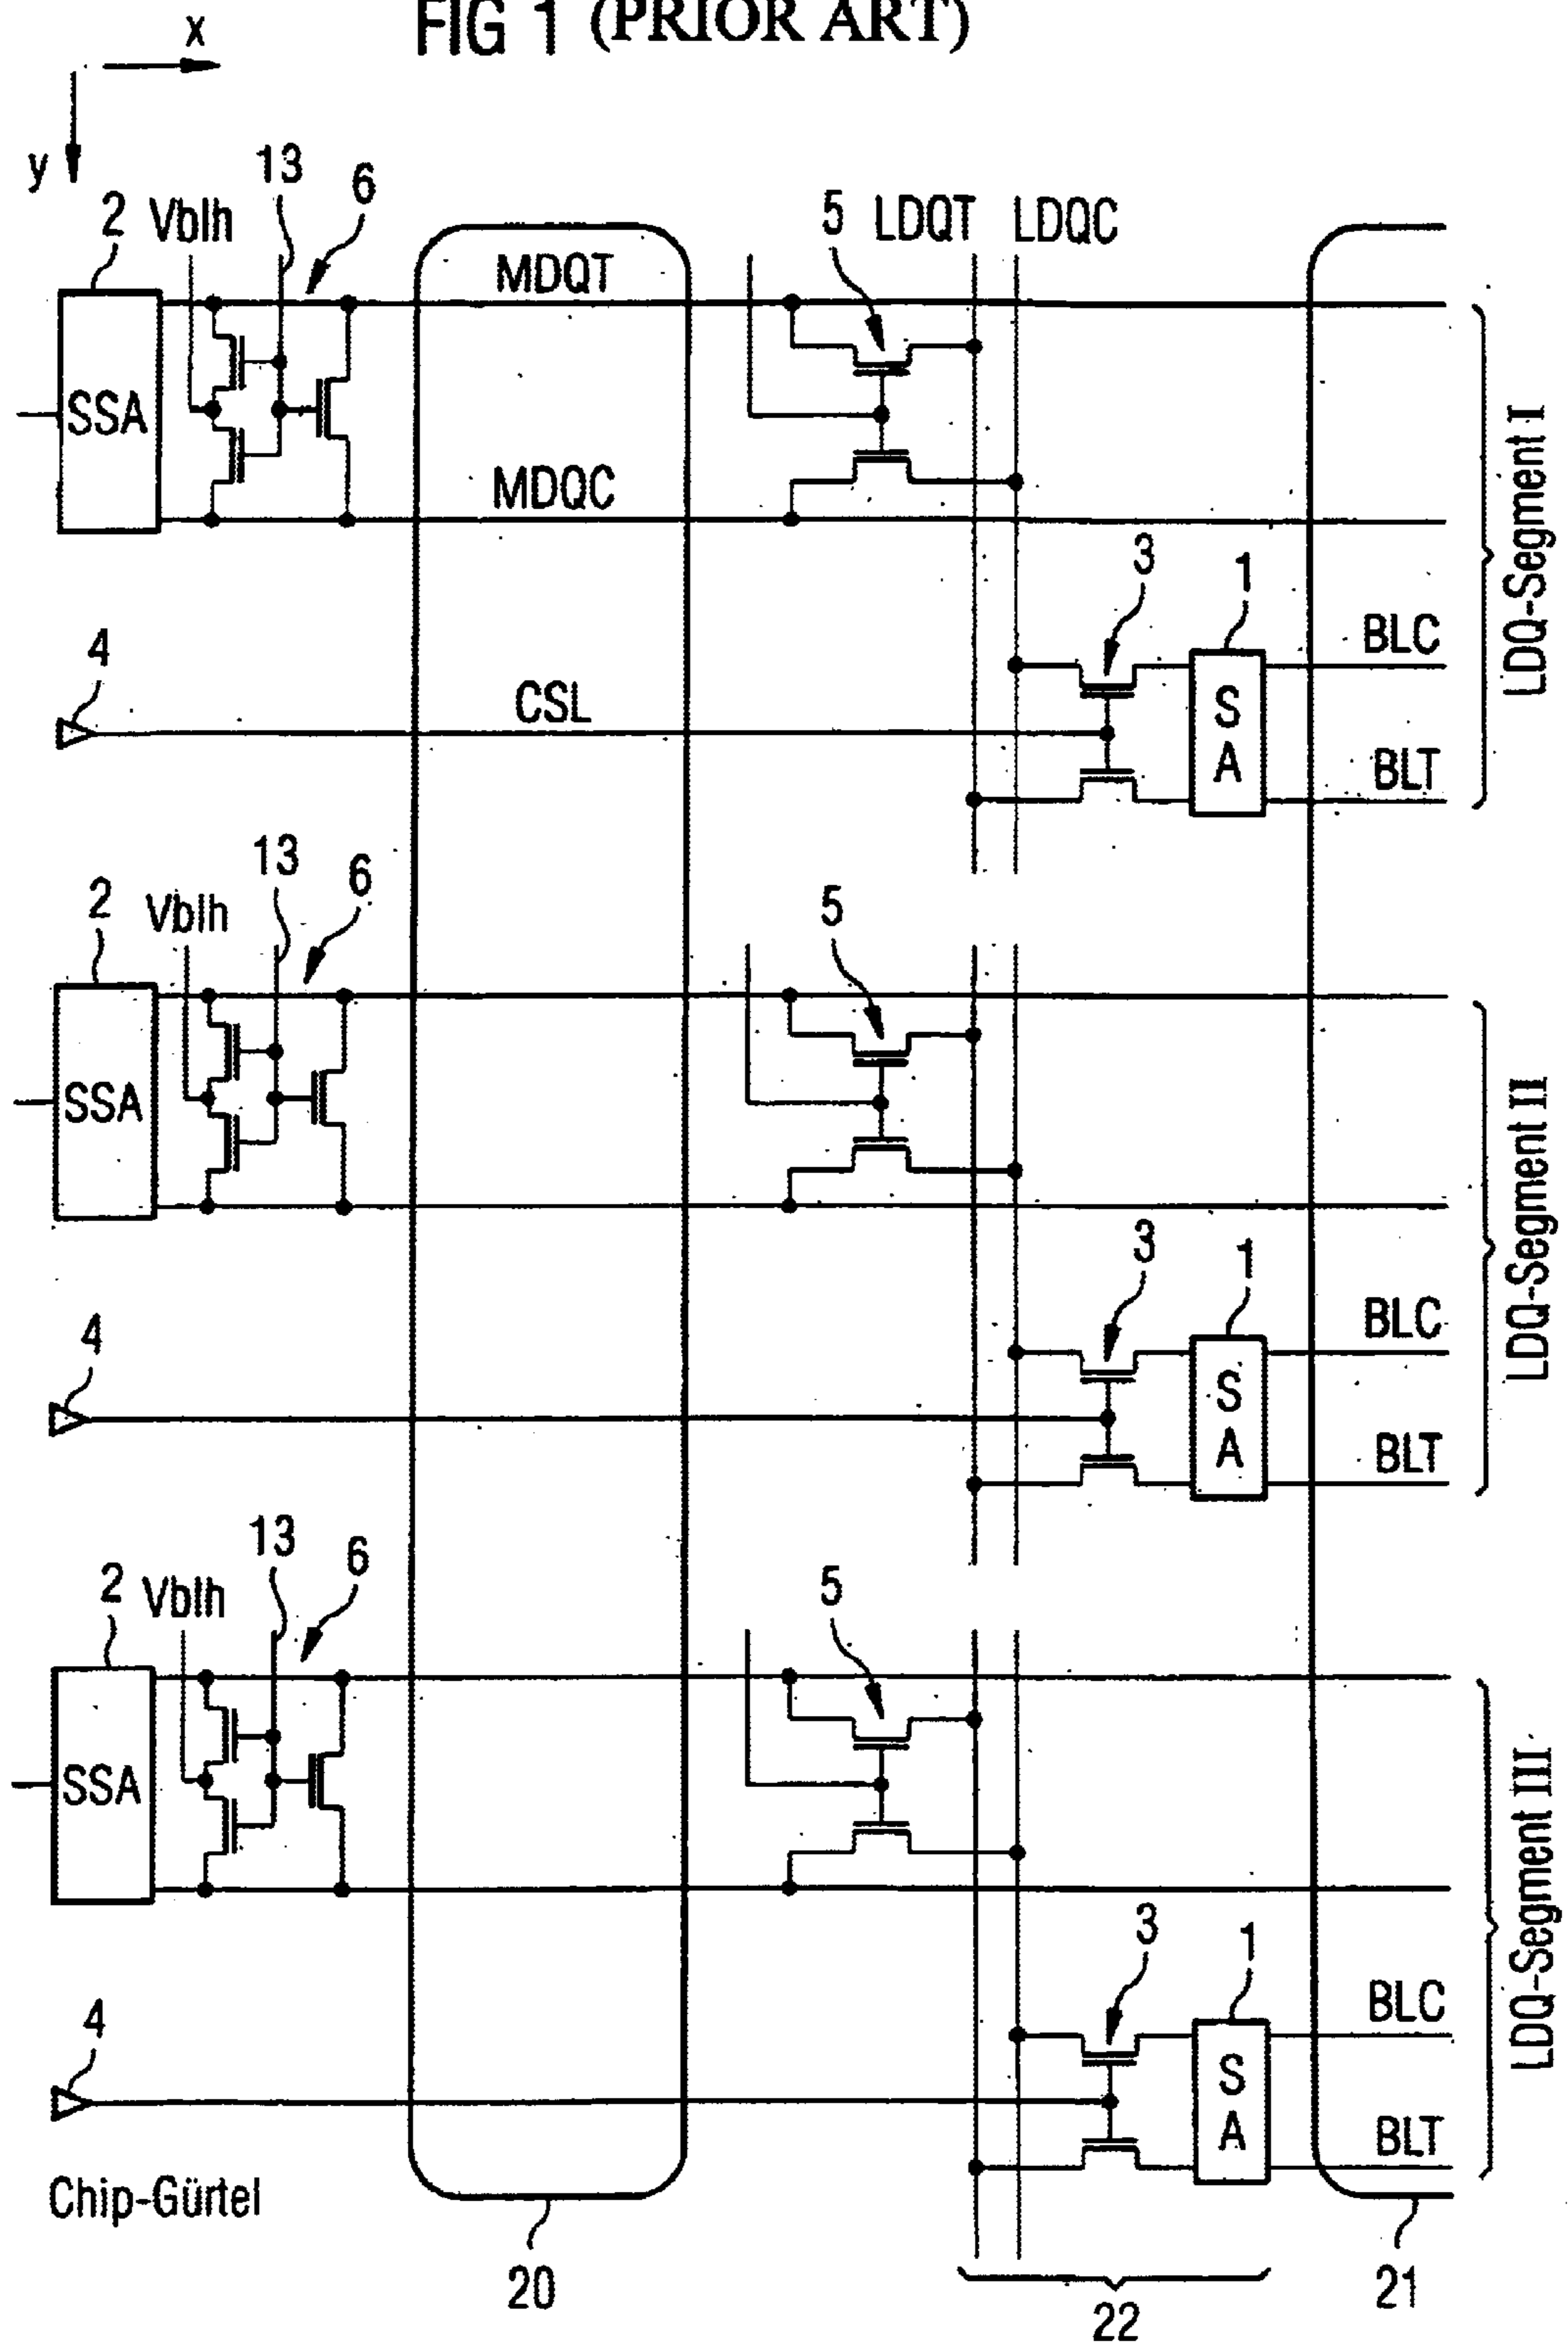 FIG 1 (PRIOR ART)
x
y
2 Vblh 13 6 5 LDQT LDQC
MDQT
SSA
MDQC
3 1
BLC
4
CSL
S
A
BLT
LDQ-Segment I
2 Vblh 13 6 5
SSA
3 1
BLC
4
S
A
BLT
LDQ-Segment II
2 Vblh 13 6 5
SSA
3 1
BLC
4
S
A
BLT
LDQ-Segment III
Chip-Gürtel
20
22
21